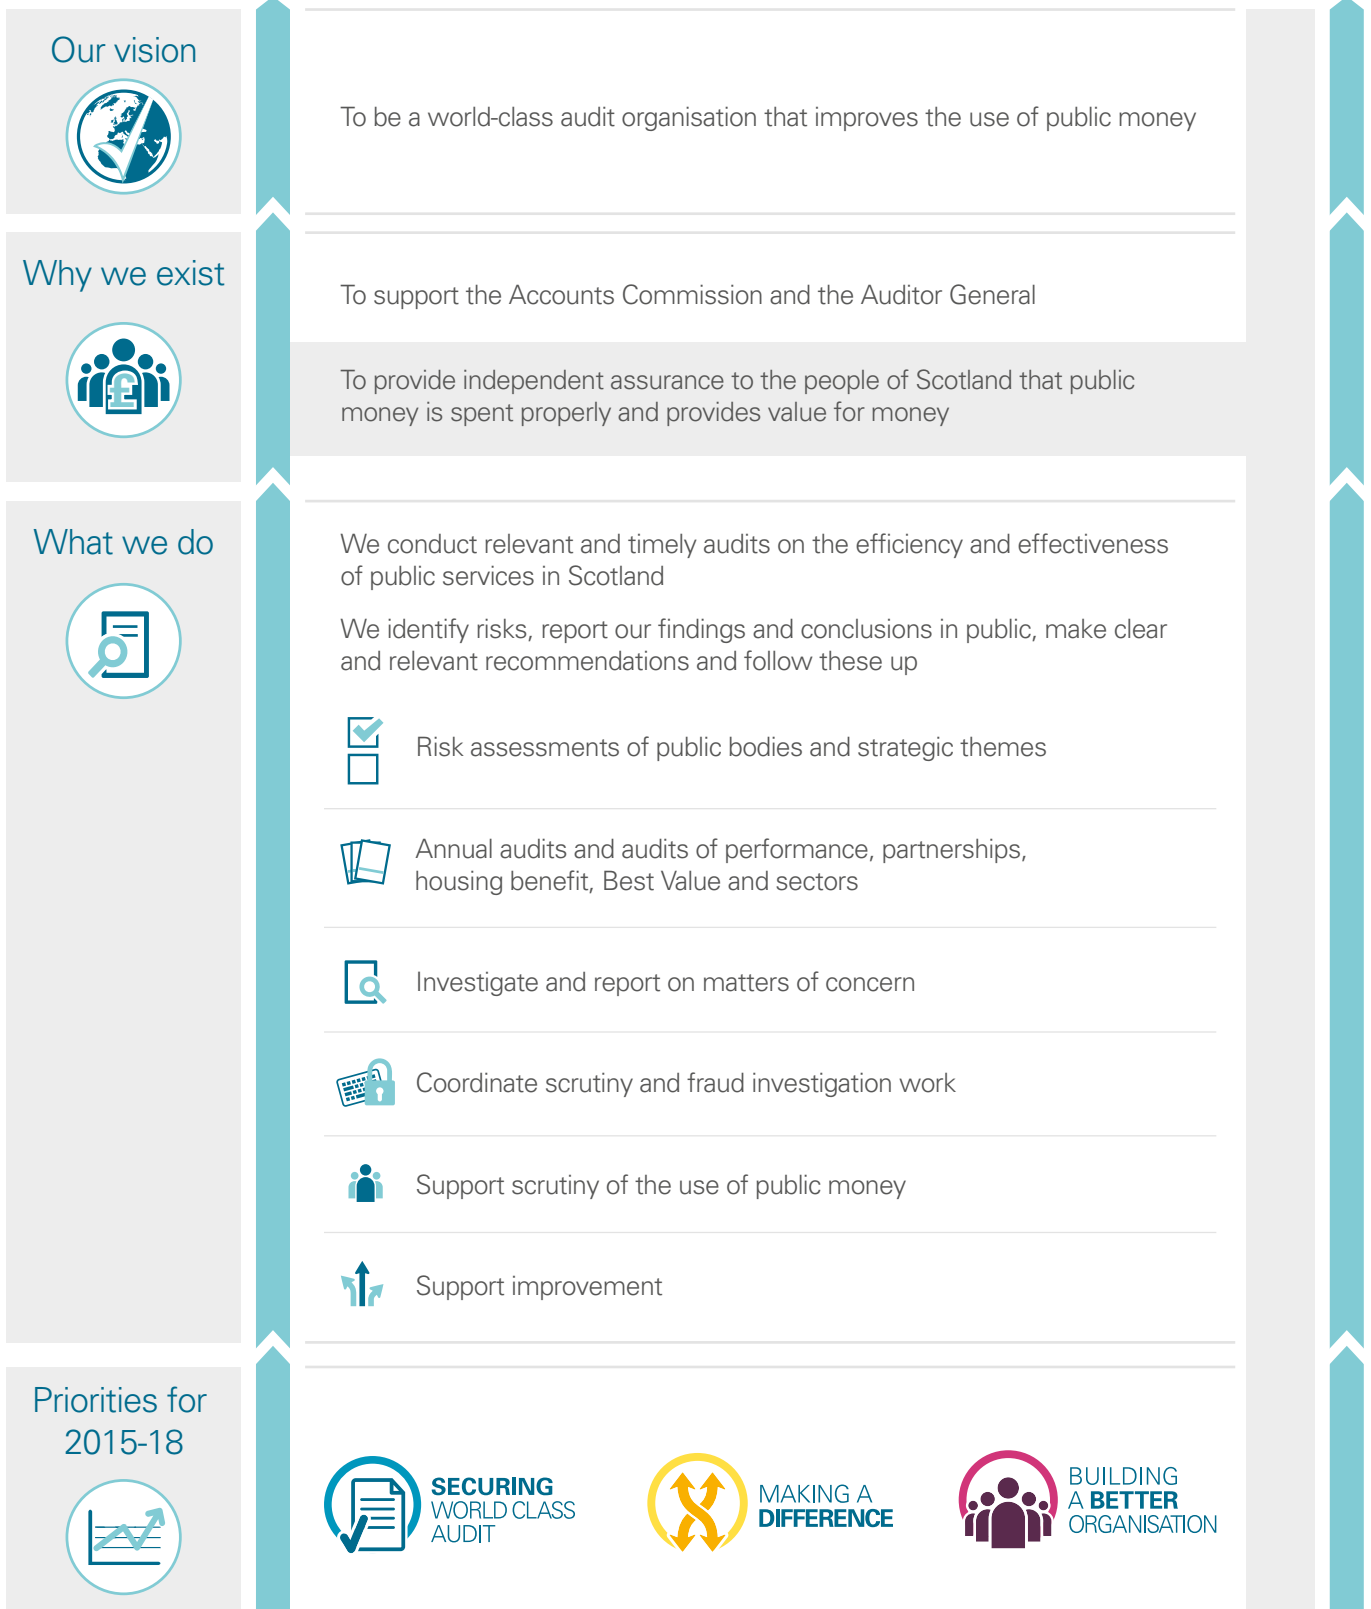 Our vision
To be a world-class audit organisation that improves the use of public money
Why we exist
To support the Accounts Commission and the Auditor General
To provide independent assurance to the people of Scotland that public
money is spent properly and provides value for money
What we do
We conduct relevant and timely audits on the efficiency and effectiveness
of public services in Scotland
We identify risks, report our findings and conclusions in public, make clear
and relevant recommendations and follow these up
Risk assessments of public bodies and strategic themes
Annual audits and audits of performance, partnerships,
housing benefit, Best Value and sectors
Investigate and report on matters of concern
Coordinate scrutiny and fraud investigation work
Support scrutiny of the use of public money
Support improvement
Priorities for
2015-18
SECURING
WORLD CLASS
AUDIT
MAKING A
DIFFERENCE
BUILDING
A BETTER
ORGANISATION